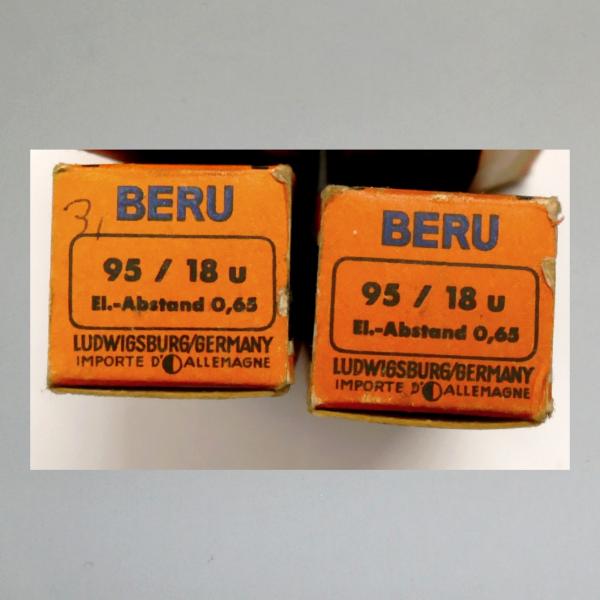 BERU
3,
95 / 18 u
El.-Abstand 0,65
LUDWIGSBURG/GERMANY
IMPORTE D'ALLEMAGNE
BERU
95 / 18 u
El.-Abstand 0,65
LUDWIGSBURG/GERMANY
IMPORTE D'ALLEMAGNE